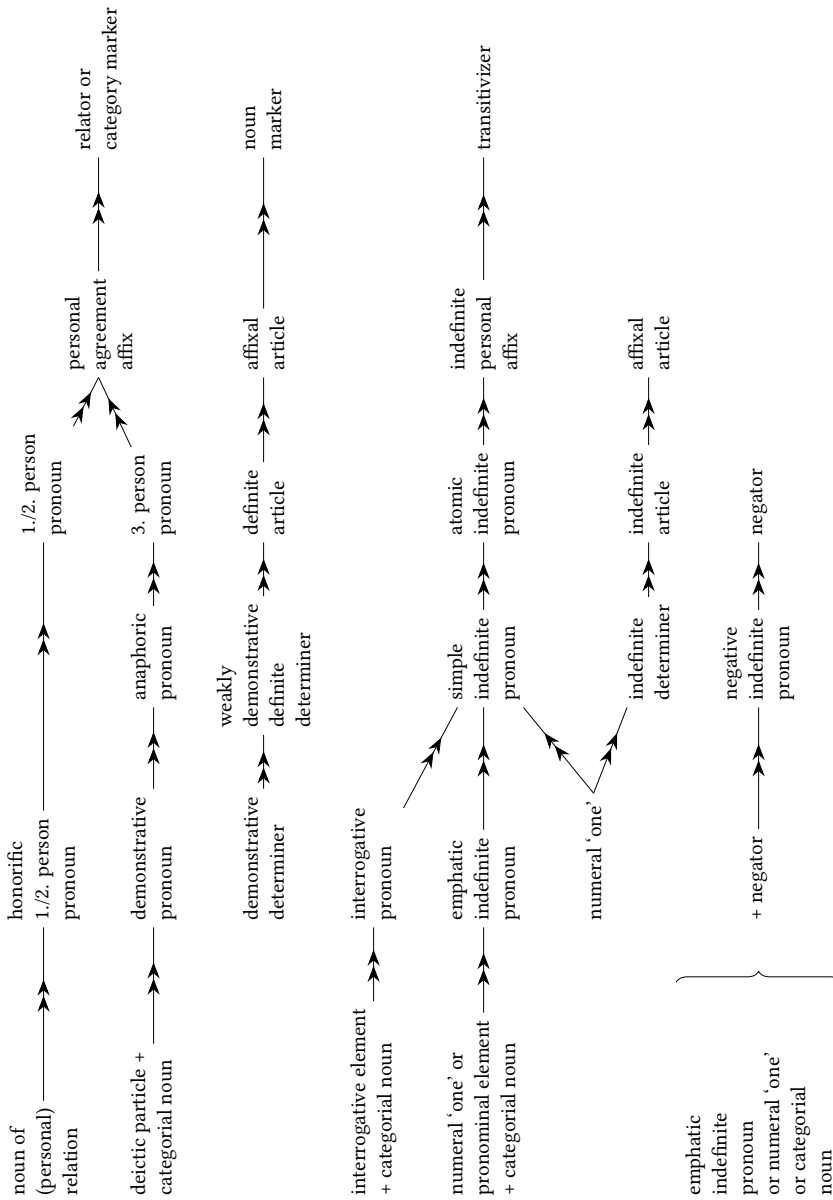 noun of
(personal)
relation
honorific
1./2. person
pronoun
1./2. person
pronoun
personal
agreement
affix
relator or
category marker
deictic particle +
categorial noun
demonstrative
pronoun
anaphoric
pronoun
3. person
pronoun
demonstrative
determiner
weakly
demonstrative
definite
determiner
definite
article
affixal
article
noun
marker
interrogative element
+ categorial noun
interrogative
pronoun
numeral ‘one’ or
pronominal element
+ categorial noun
emphatic
indefinite
pronoun
simple
indefinite
pronoun
atomic
indefinite
pronoun
indefinite
personal
affix
transitivizer
numeral ‘one’
indefinite
determiner
indefinite
article
affixal
article
emphatic
indefinite
pronoun
or numeral ‘one’
or categorial
noun
+ negator
negative
indefinite
pronoun
negator